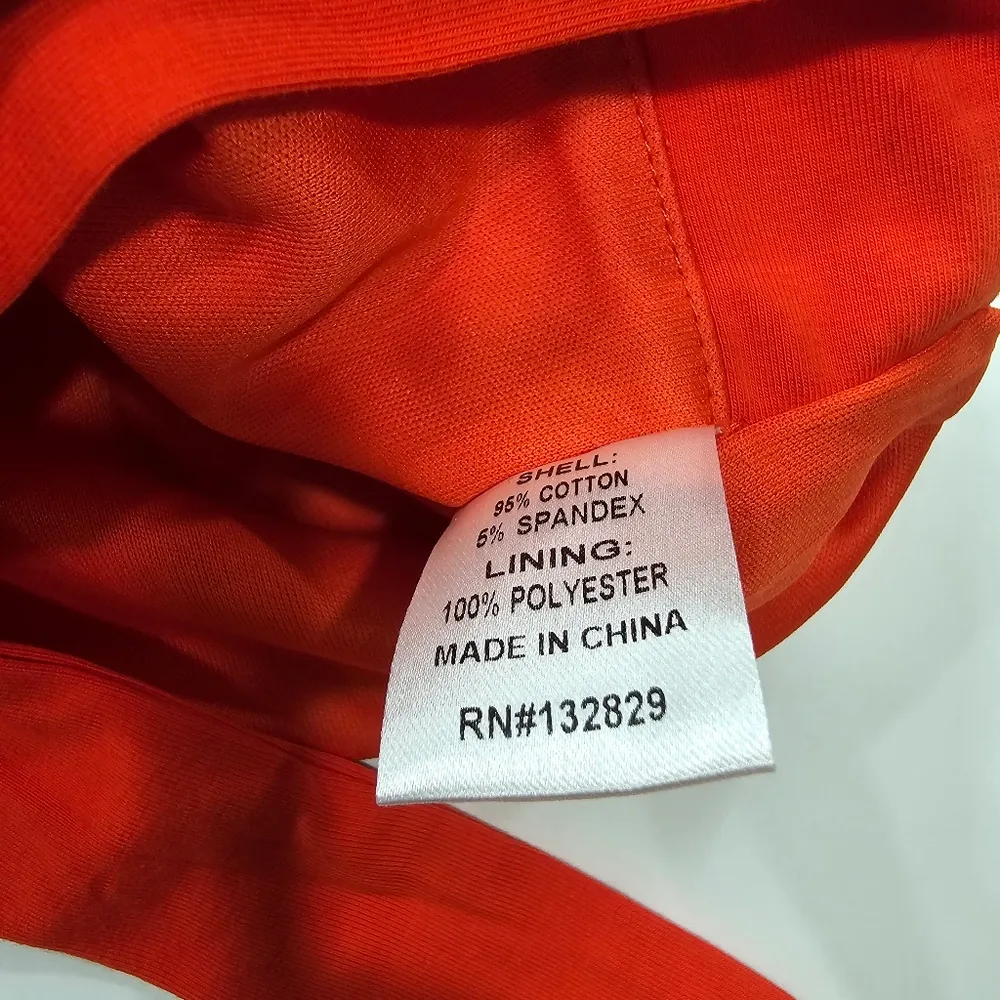 SHELL:
95% COTTON
5% SPANDEX
LINING:
100% POLYESTER
MADE IN CHINA
RN#132829